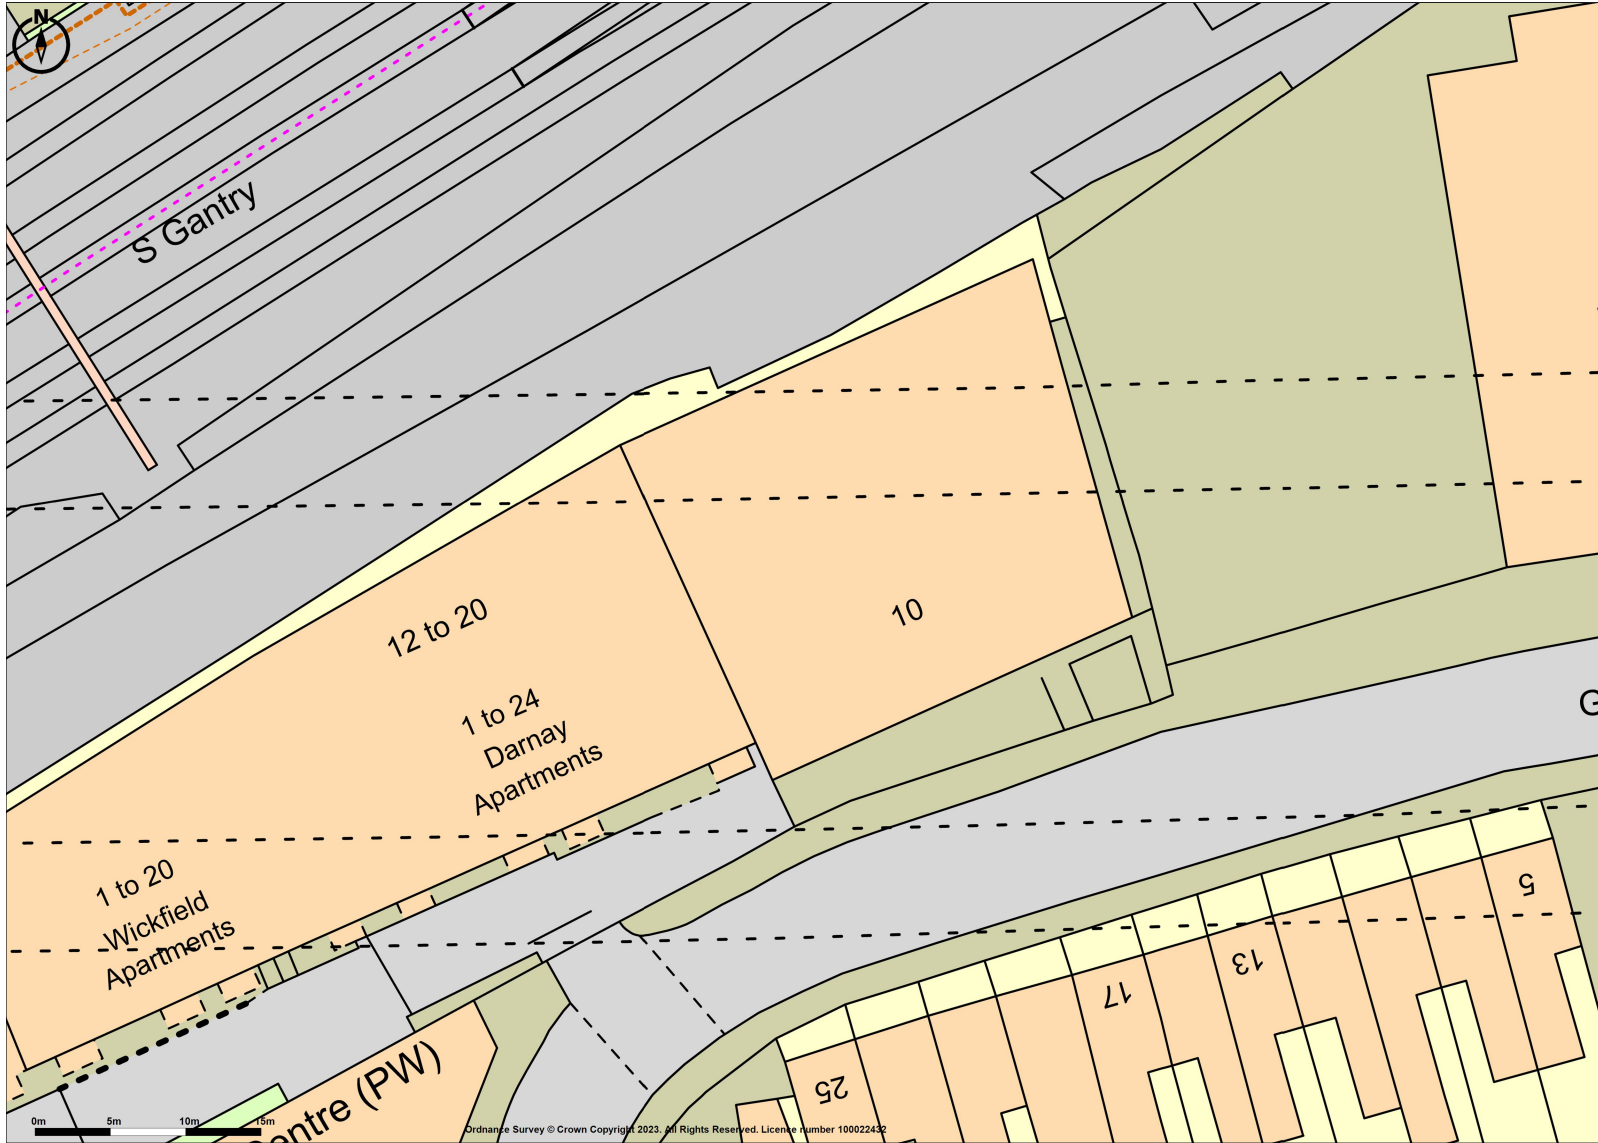 N
S Gantry
12 to 20
10
1 to 24
Darnay
Apartments
G
1 to 20
Wickfield
Apartments
5
13
17
25
entre (PW)
0m 5m 10m 15m
Ordnance Survey © Crown Copyright 2023. All Rights Reserved. Licence number 100022432